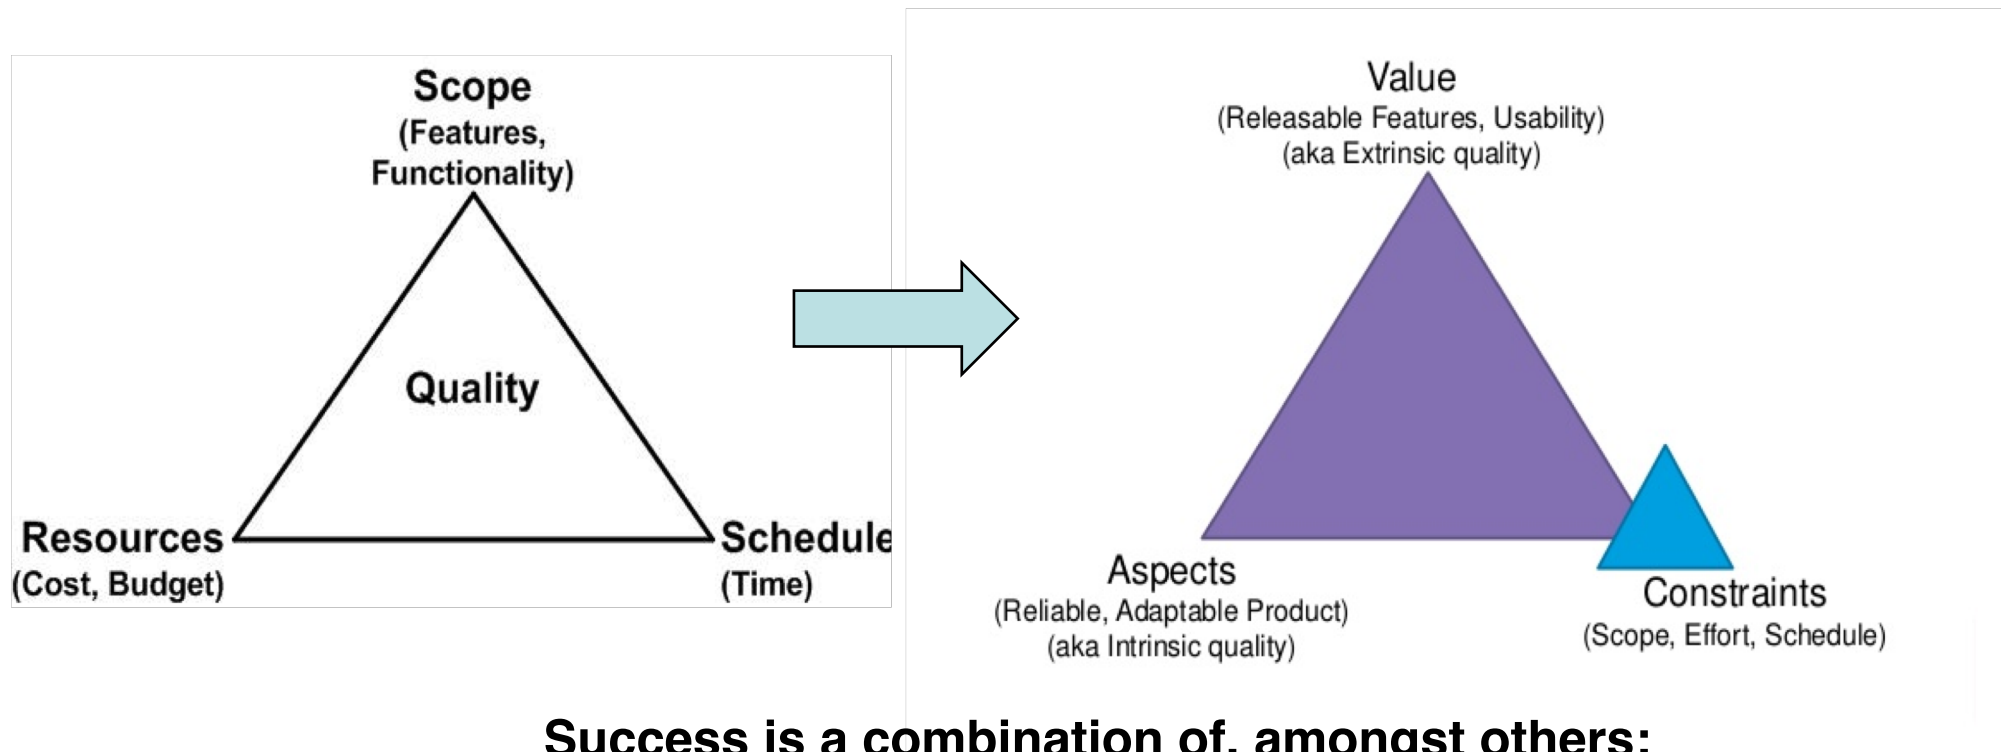 Scope
(Features,
Functionality)
Quality
Resources
(Cost, Budget)
Schedule
(Time)
Value
(Releasable Features, Usability)
(aka Extrinsic quality)
Aspects
(Reliable, Adaptable Product)
(aka Intrinsic quality)
Constraints
(Scope, Effort, Schedule)
Success is a combination of, amongst others: